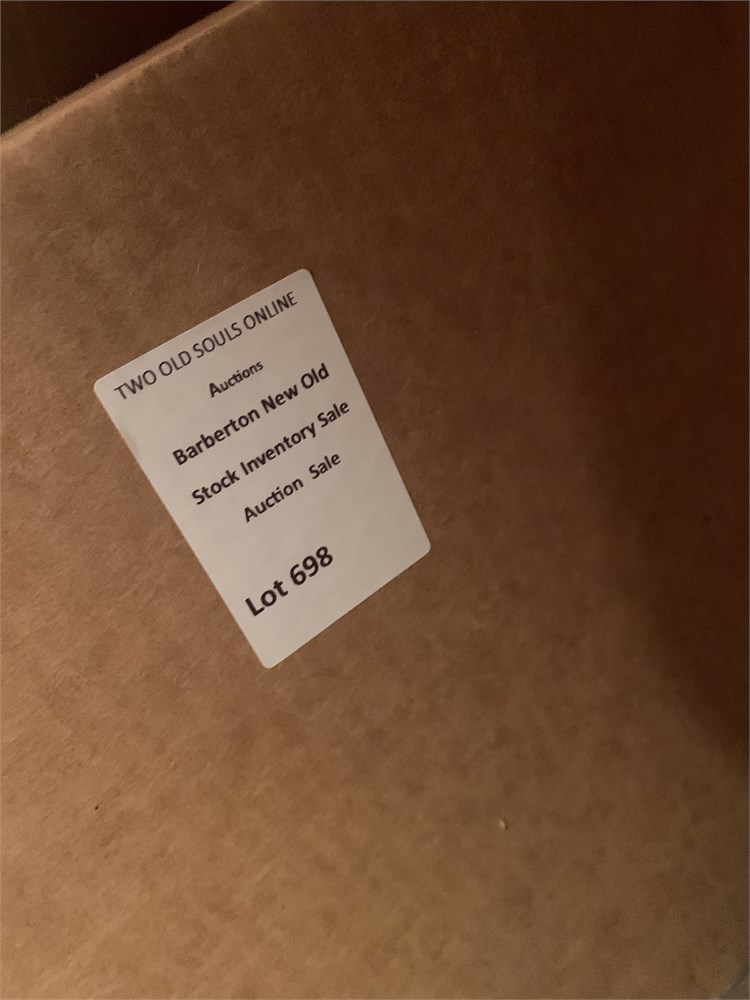 TWO OLD SOULS ONLINE
Auctions
Barberton New Old
Stock Inventory Sale
Auction Sale
Lot 698